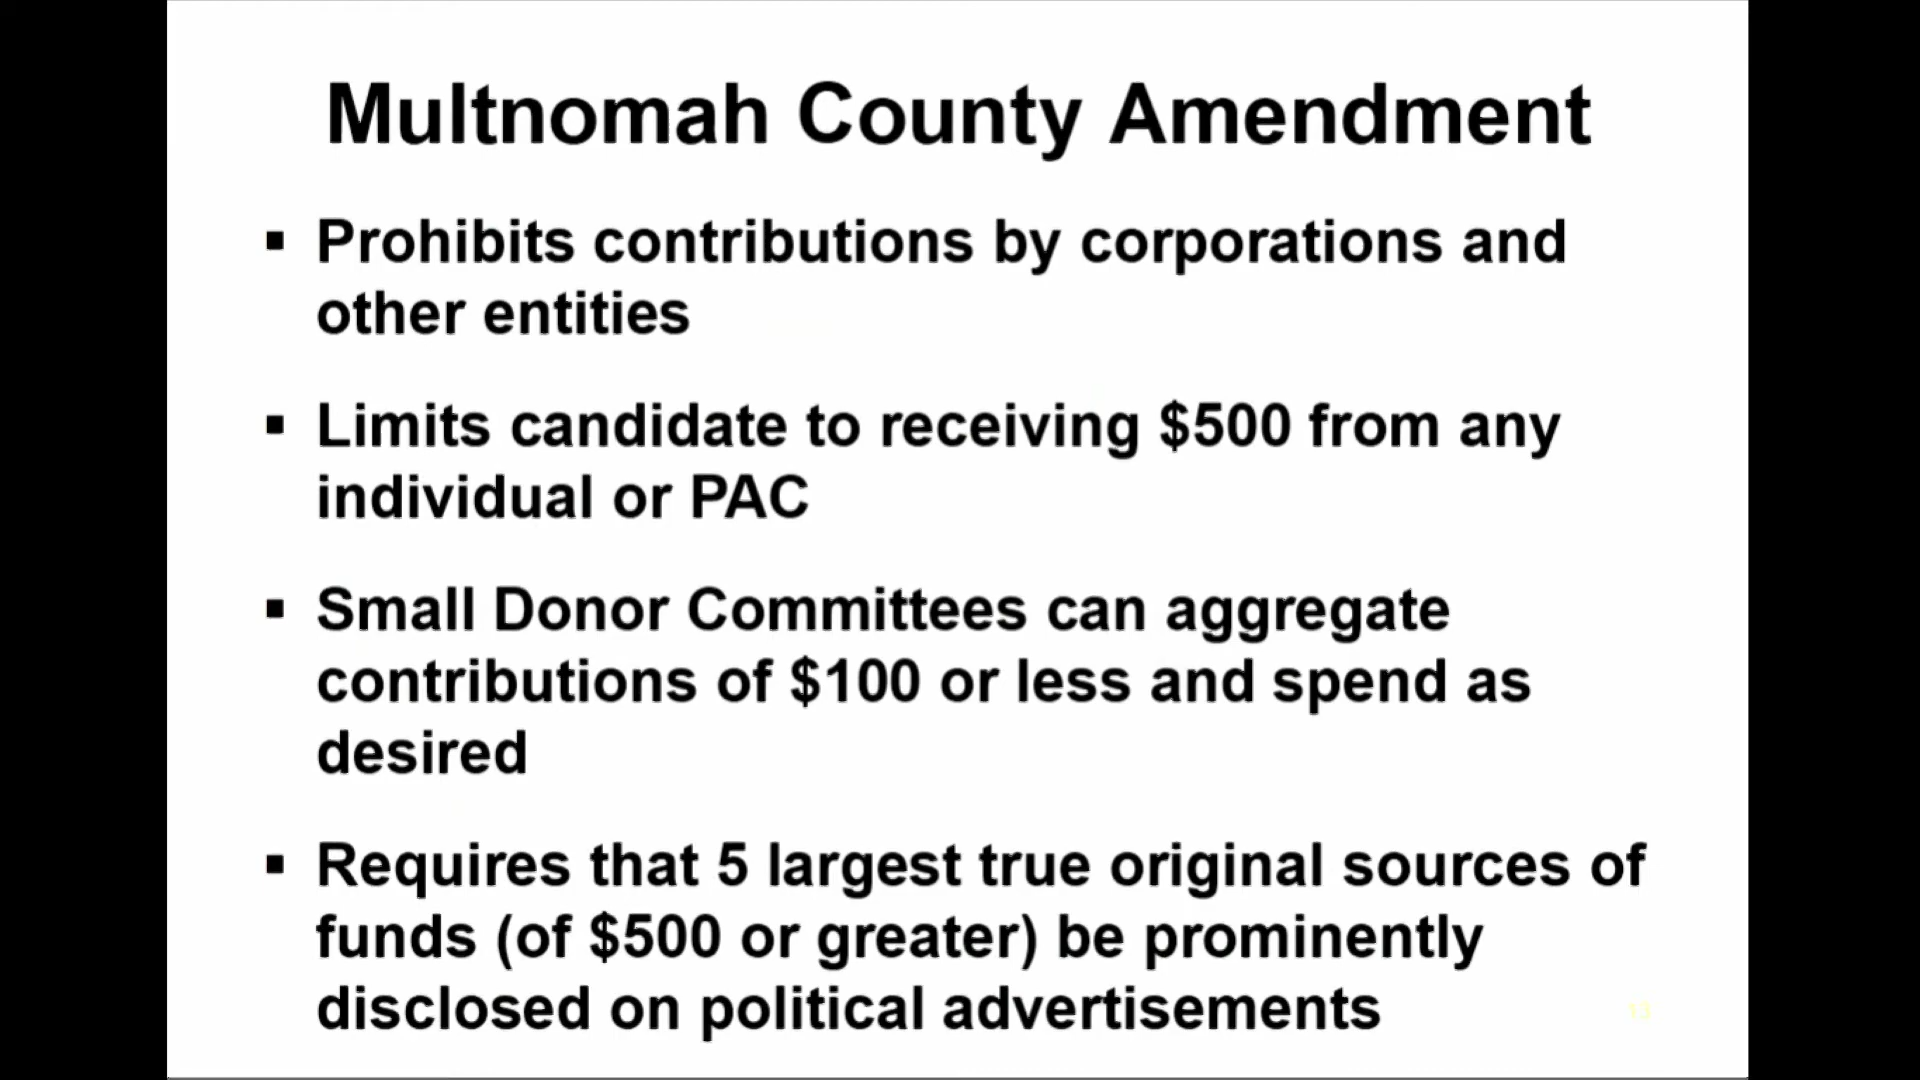 Multnomah County Amendment
▪ Prohibits contributions by corporations and
other entities
▪ Limits candidate to receiving $500 from any
individual or PAC
▪ Small Donor Committees can aggregate
contributions of $100 or less and spend as
desired
▪ Requires that 5 largest true original sources of
funds (of $500 or greater) be prominently
disclosed on political advertisements